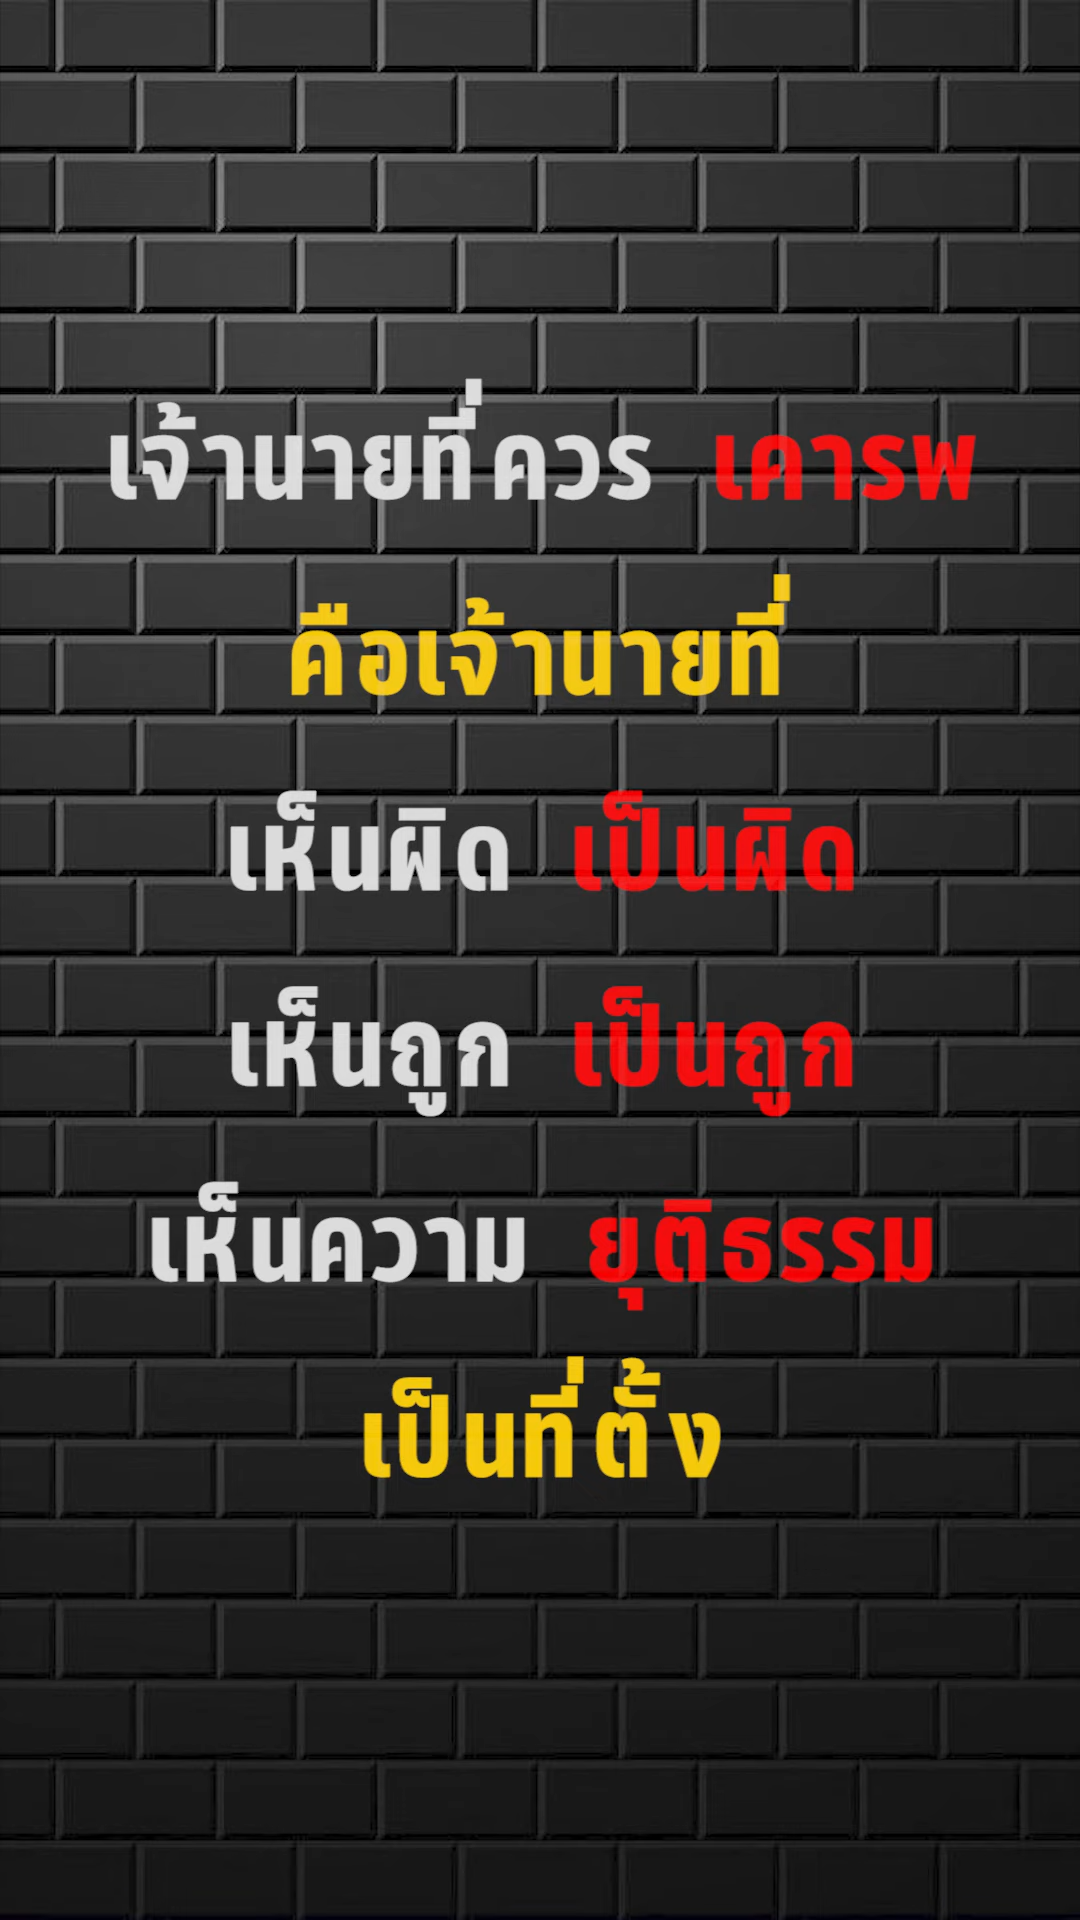 เจ้านายที่ควร เคารพ
คือเจ้านายที่
เห็นผิด เป็นผิด
เห็นถูก เป็นถูก
เห็นความ ยุติธรรม
เป็นที่ตั้ง